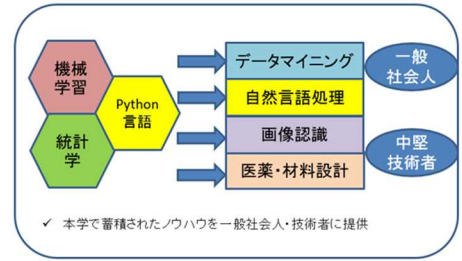 機械
学習
Python
言語
統計
学
データマイニング
自然言語処理
画像認識
医薬・材料設計
一般
社会人
中堅
技術者
✓ 本学で蓄積されたノウハウを一般社会人・技術者に提供